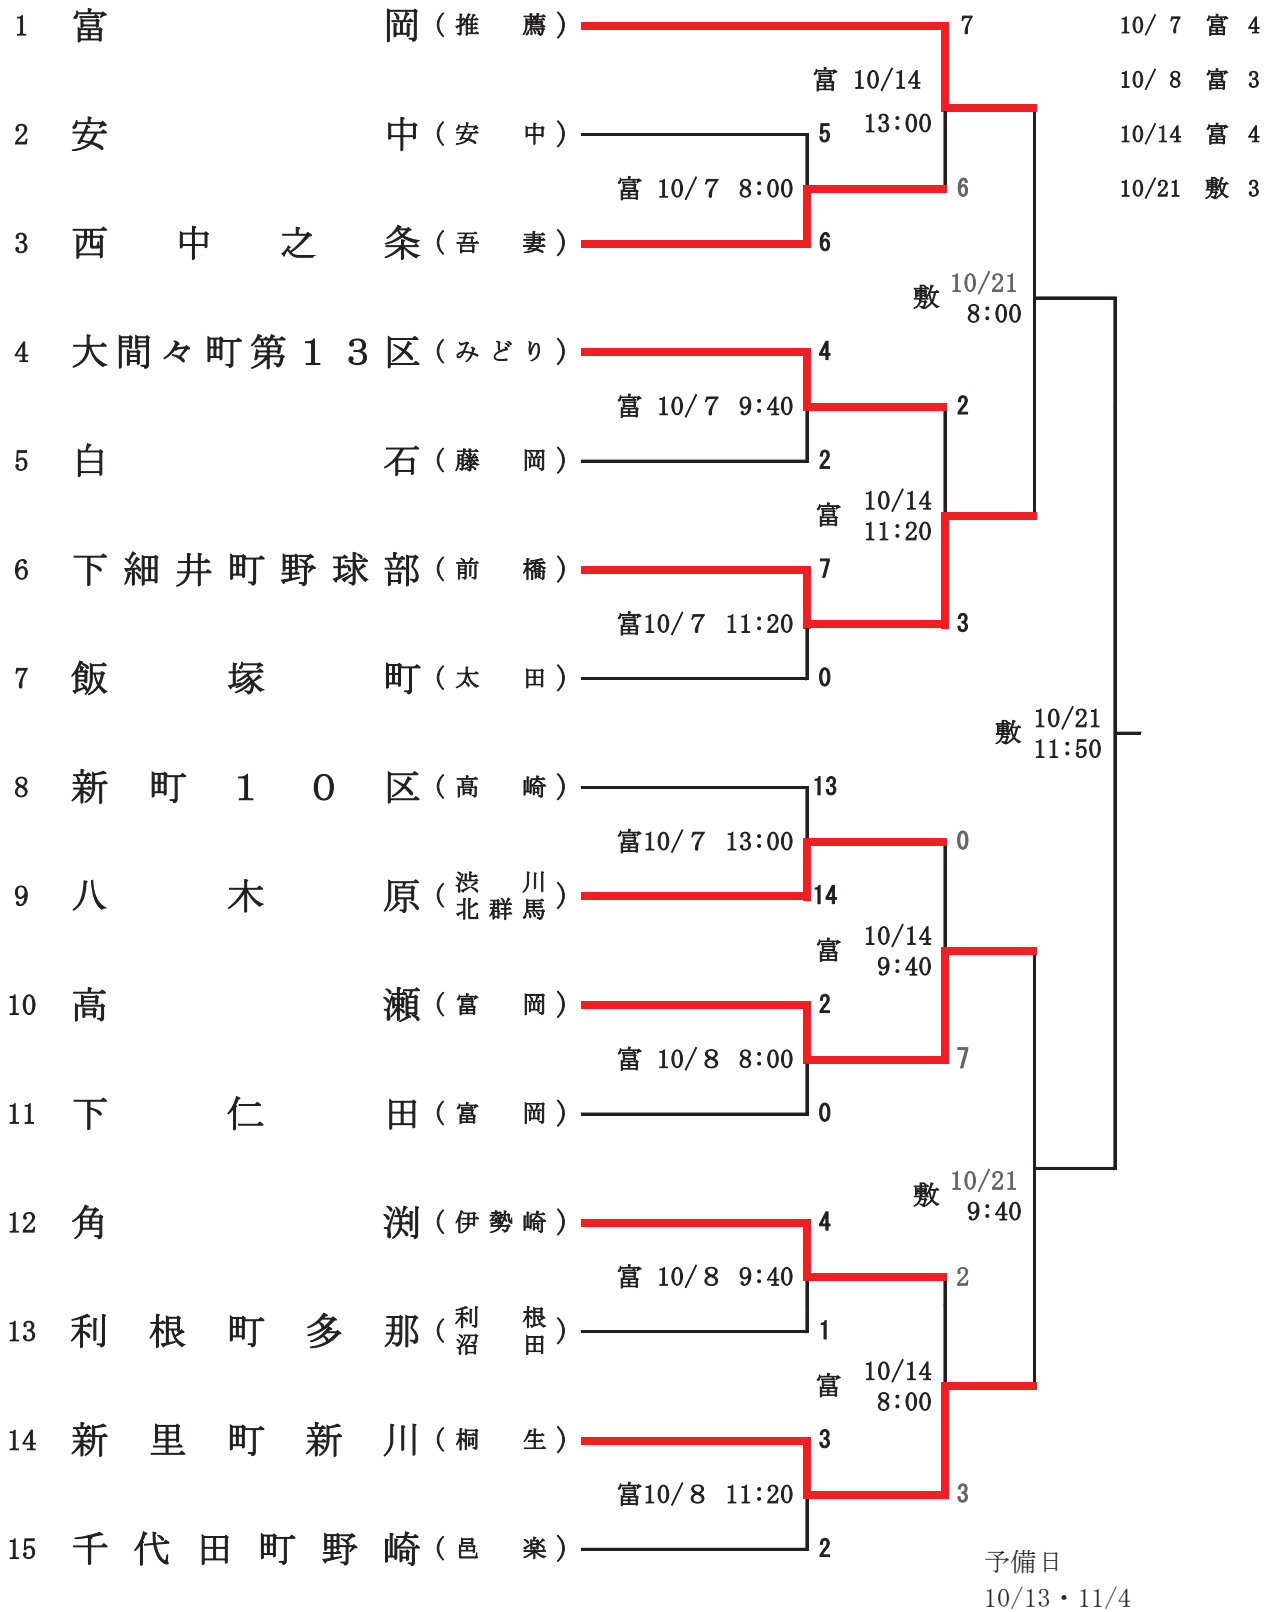 1 富岡 (推薦) 7 10/ 7 富 4
富 10/14 10/ 8 富 3
13:00
2 安中 (安中) 5 10/14 富 4
富 10/7 8:00 6 10/21 敷 3
3 西中之条 (吾妻) 6
敷 10/21
8:00
4 大間々町第13区 (みどり) 4
富 10/7 9:40 2
5 白石 (藤岡) 2
富 10/14
11:20
6 下細井町野球部 (前橋) 7
富10/7 11:20 3
7 飯塚町 (太田) 0
敷 10/21
11:50
8 新町10区 (高崎) 13
富10/7 13:00 0
9 八木原 (渋川北群馬) 14
富 10/14
9:40
10 高瀬 (富岡) 2
富 10/8 8:00 7
11 下仁田 (富岡) 0
敷 10/21
9:40
12 角渕 (伊勢崎) 4
富 10/8 9:40 2
13 利根町多那 (利根沼田) 1
富 10/14
8:00
14 新里町新川 (桐生) 3
富10/8 11:20 3
15 千代田町野崎 (邑楽) 2
予備日
10/13・11/4